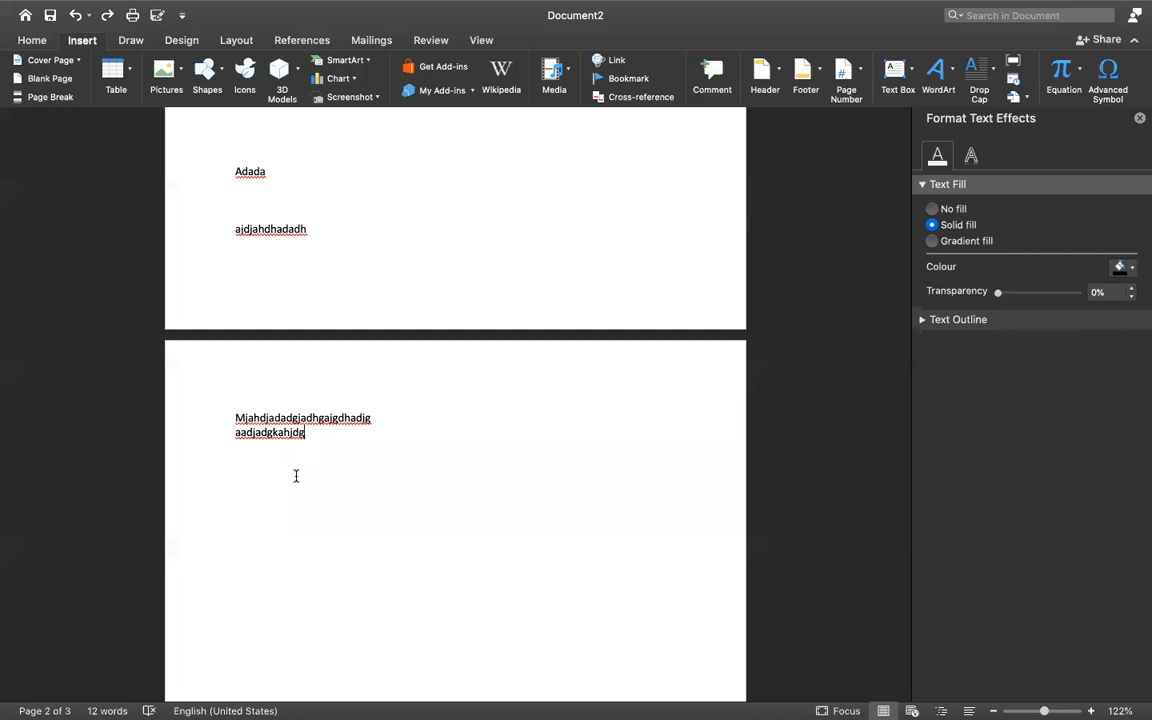 Document2
Search in Document
Home Insert Draw Design Layout References Mailings Review View
Share
Cover Page
Blank Page
Page Break
Table
Pictures
Shapes
Icons
3D
Models
SmartArt
Chart
Screenshot
Get Add-ins
My Add-ins
Wikipedia
Media
Link
Bookmark
Cross-reference
Comment
Header
Footer
Page
Number
Text Box
WordArt
Drop
Cap
Equation
Advanced
Symbol
Adada
ajdjahdhadadh
Mjahdjadadgjadhgajgdhadjg
aadjadgkahjdg
Format Text Effects
Text Fill
No fill
Solid fill
Gradient fill
Colour
Transparency 0%
Text Outline
Page 2 of 3 12 words English (United States) Focus 122%